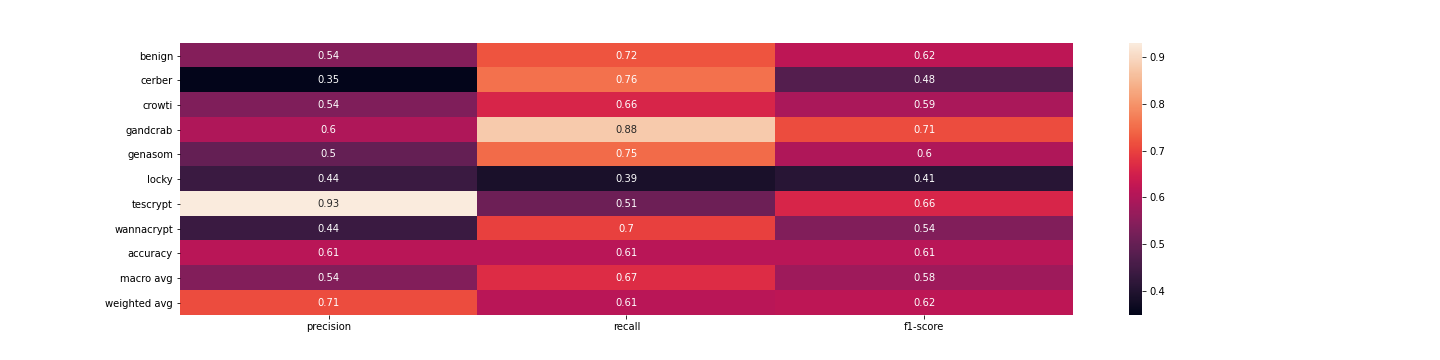 benign 0.54 0.72 0.62
cerber 0.35 0.76 0.48
crowti 0.54 0.66 0.59
gandcrab 0.6 0.88 0.71
genasom 0.5 0.75 0.6
locky 0.44 0.39 0.41
tescrypt 0.93 0.51 0.66
wannacrypt 0.44 0.7 0.54
accuracy 0.61 0.61 0.61
macro avg 0.54 0.67 0.58
weighted avg 0.71 0.61 0.62
precision recall f1-score
0.9
0.8
0.7
0.6
0.5
0.4